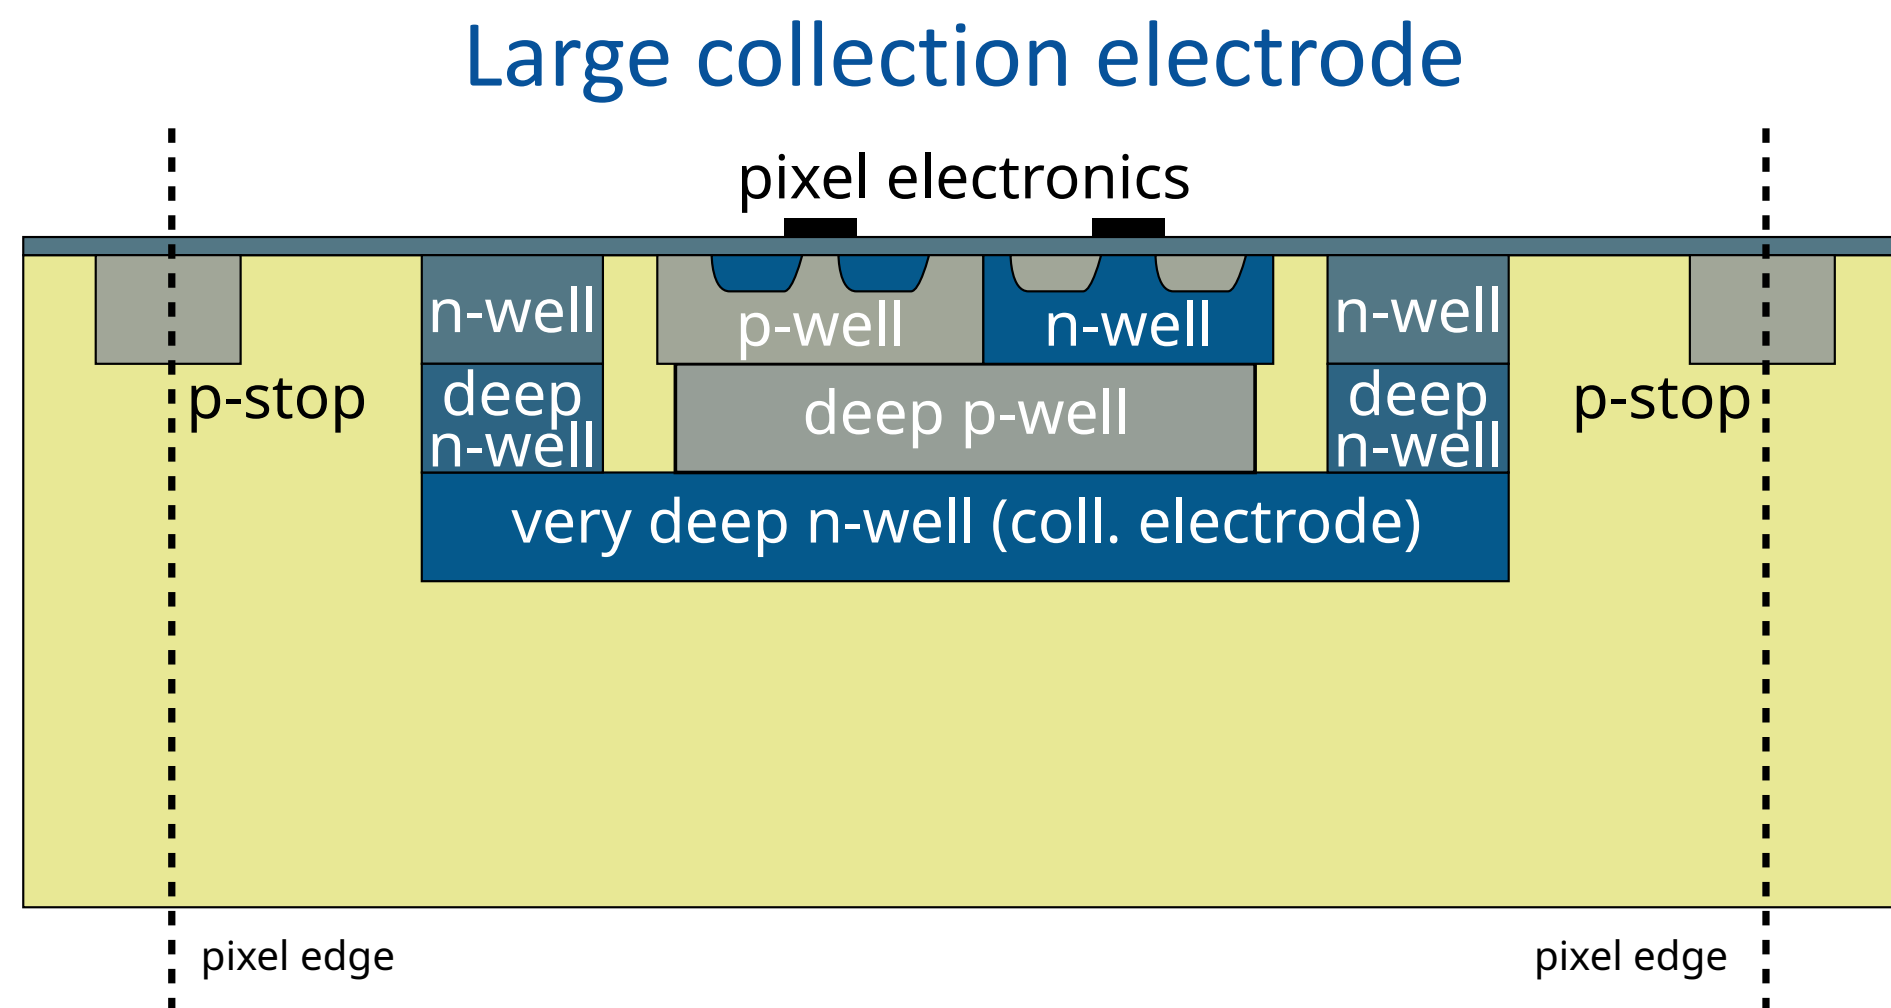 Large collection electrode
pixel electronics
n-well
p-well
n-well
n-well
p-stop
deep
n-well
deep p-well
deep
n-well
p-stop
very deep n-well (coll. electrode)
pixel edge
pixel edge